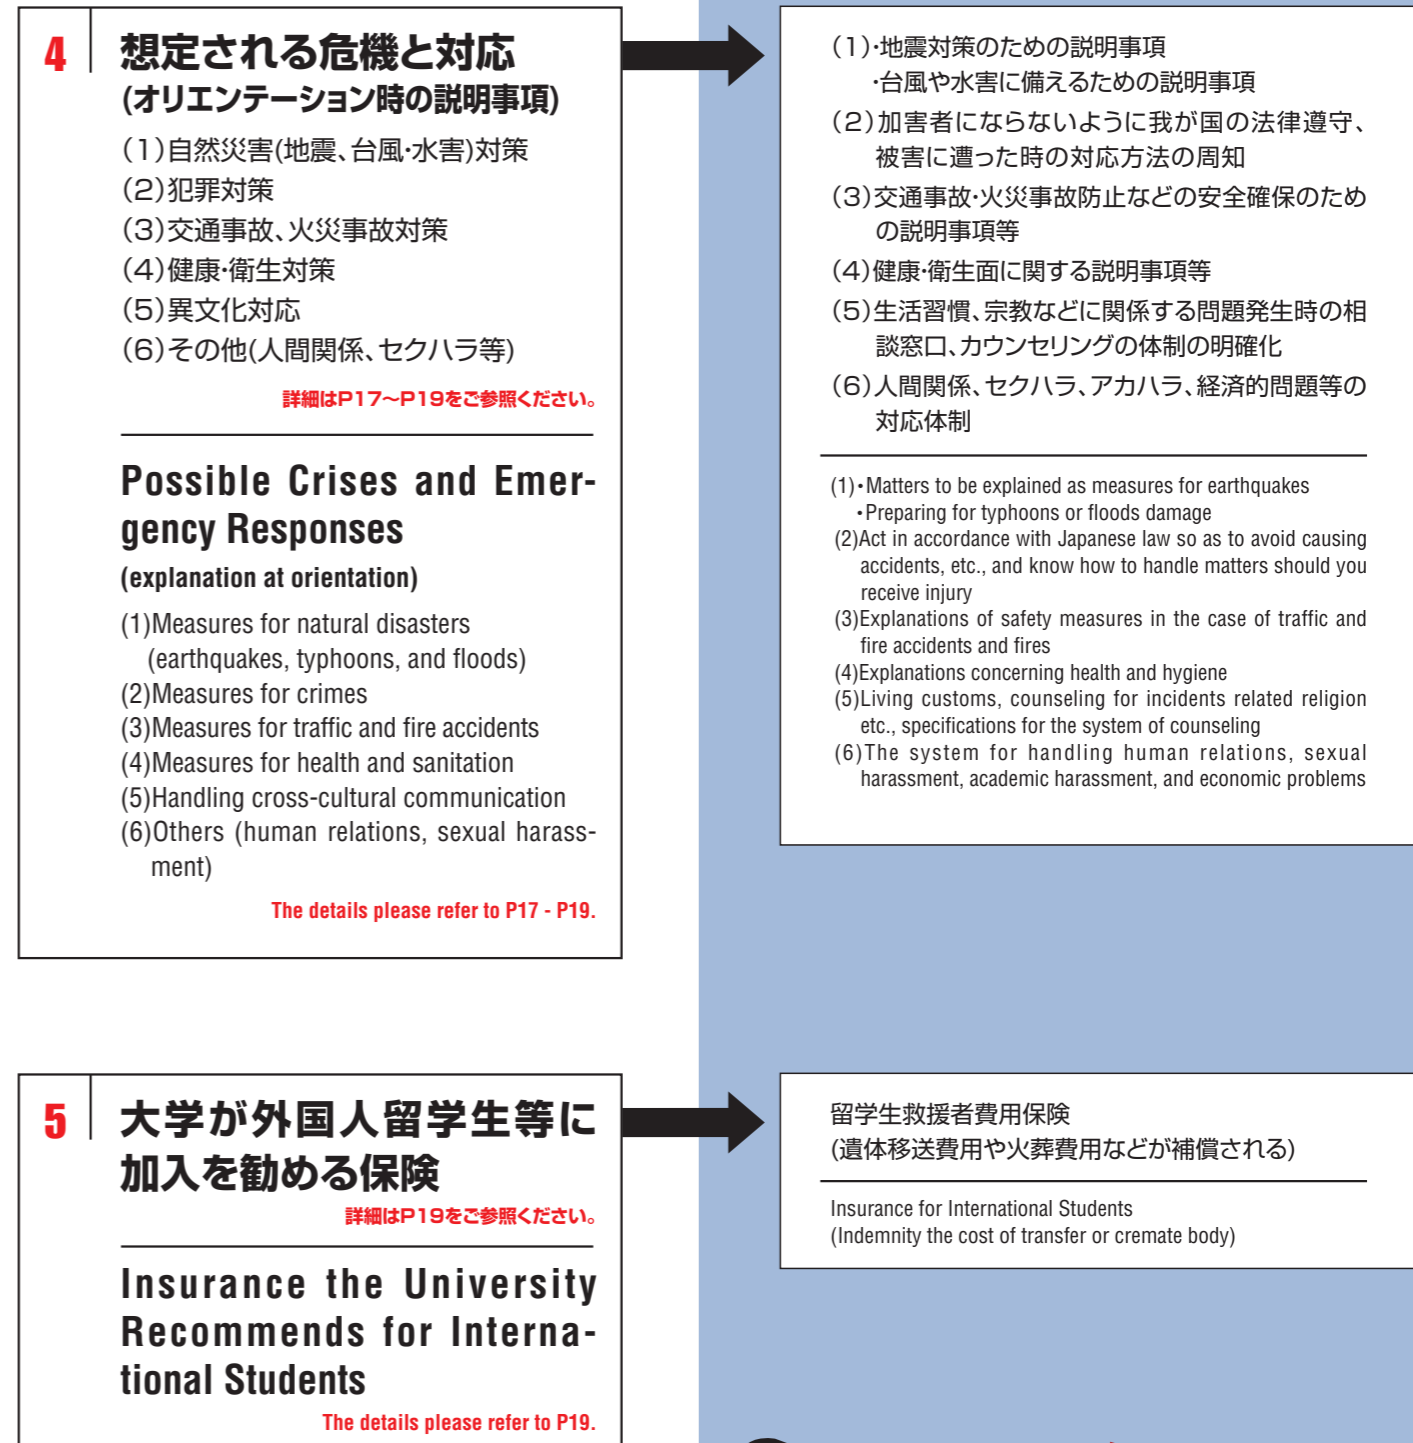 4
想定される危機と対応
(オリエンテーション時の説明事項)
(1)自然災害(地震、台風・水害)対策
(2)犯罪対策
(3)交通事故、火災事故対策
(4)健康・衛生対策
(5)異文化対応
(6)その他(人間関係、セクハラ等)
詳細はP17～P19をご参照ください。
Possible Crises and Emer-
gency Responses
(explanation at orientation)
(1)Measures for natural disasters
(earthquakes, typhoons, and floods)
(2)Measures for crimes
(3)Measures for traffic and fire accidents
(4)Measures for health and sanitation
(5)Handling cross-cultural communication
(6)Others (human relations, sexual harass-
ment)
The details please refer to P17 - P19.
(1)・地震対策のための説明事項
・台風や水害に備えるための説明事項
(2)加害者にならないように我が国の法律遵守、
被害に遭った時の対応方法の周知
(3)交通事故・火災事故防止などの安全確保のため
の説明事項等
(4)健康・衛生面に関する説明事項等
(5)生活習慣、宗教などに関係する問題発生時の相
談窓口、カウンセリングの体制の明確化
(6)人間関係、セクハラ、アカハラ、経済的問題等の
対応体制
(1)・Matters to be explained as measures for earthquakes
・Preparing for typhoons or floods damage
(2)Act in accordance with Japanese law so as to avoid causing
accidents, etc., and know how to handle matters should you
receive injury
(3)Explanations of safety measures in the case of traffic and
fire accidents and fires
(4)Explanations concerning health and hygiene
(5)Living customs, counseling for incidents related religion
etc., specifications for the system of counseling
(6)The system for handling human relations, sexual
harassment, academic harassment, and economic problems
5
大学が外国人留学生等に
加入を勧める保険
詳細はP19をご参照ください。
Insurance the University
Recommends for Interna-
tional Students
The details please refer to P19.
留学生救援者費用保険
(遺体移送費用や火葬費用などが補償される)
Insurance for International Students
(Indemnity the cost of transfer or cremate body)